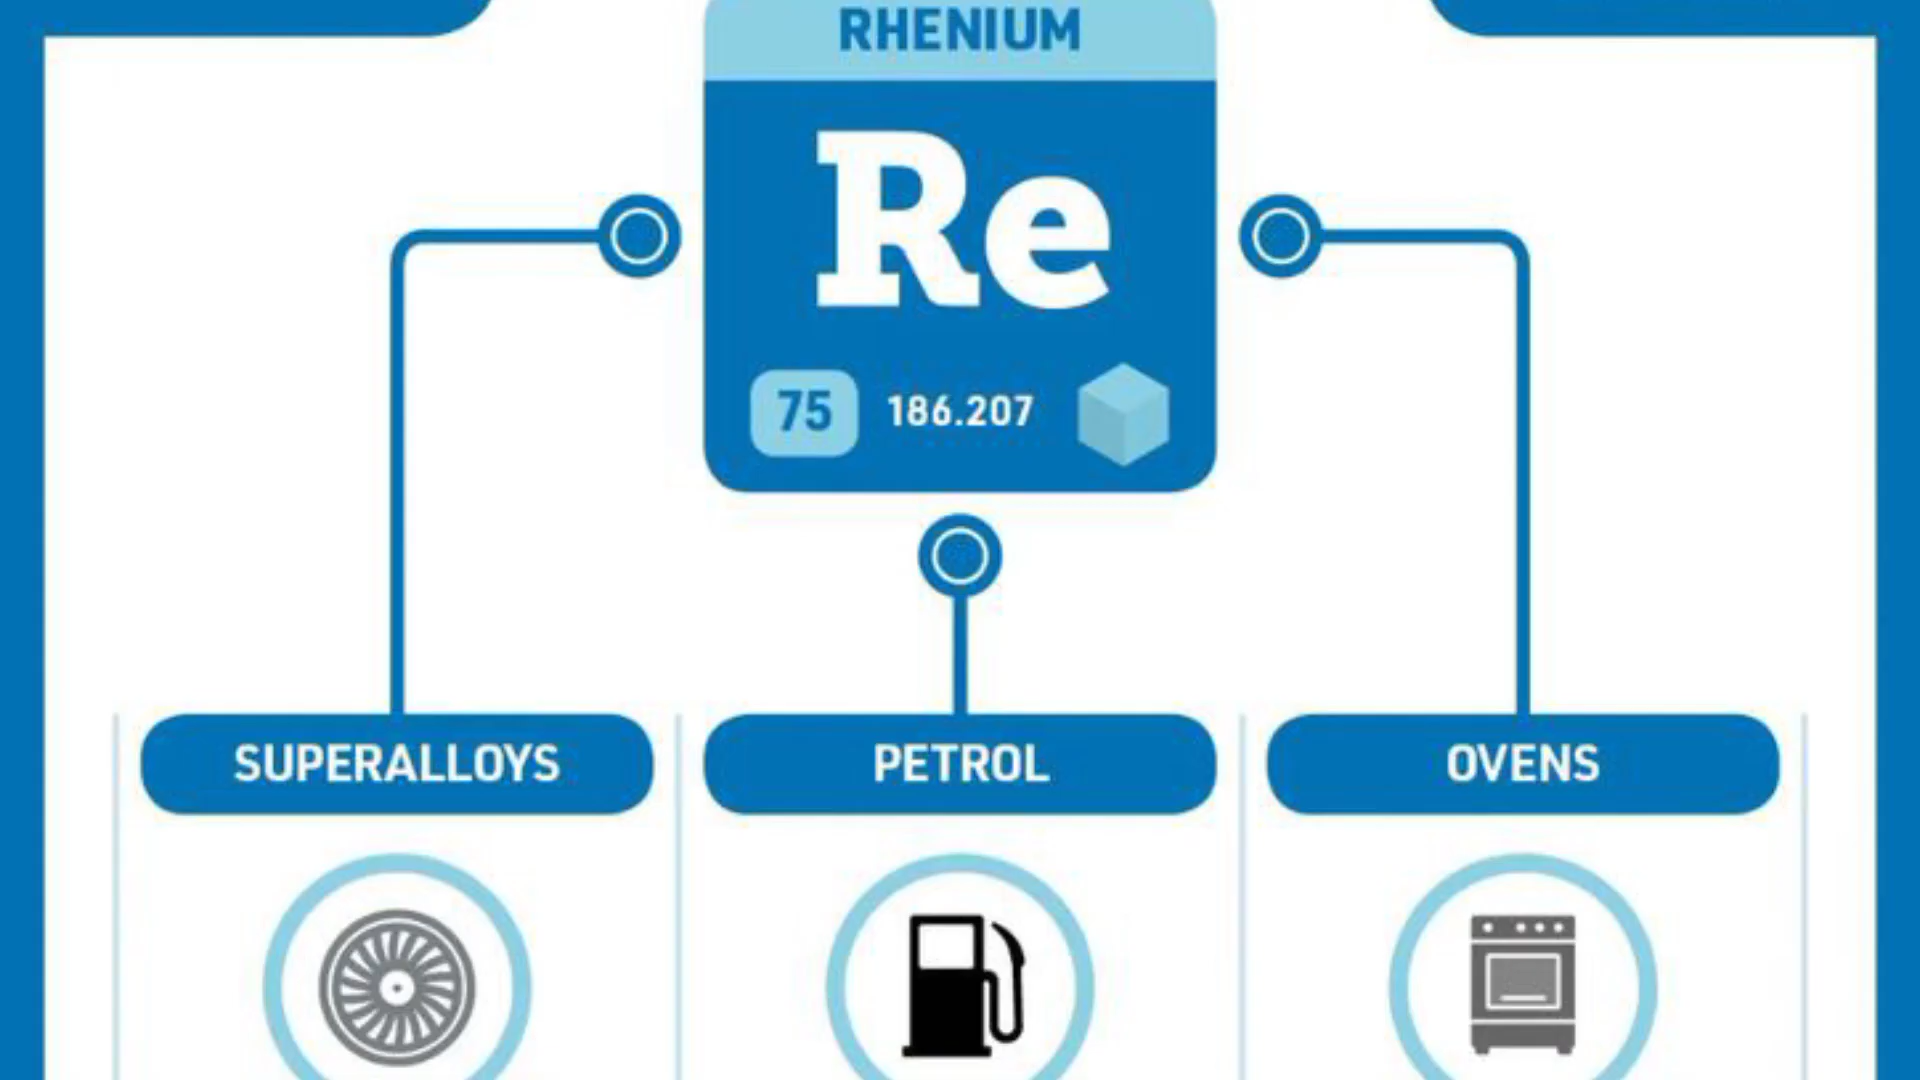 RHENIUM
Re
75 186.207
SUPERALLOYS
PETROL
OVENS